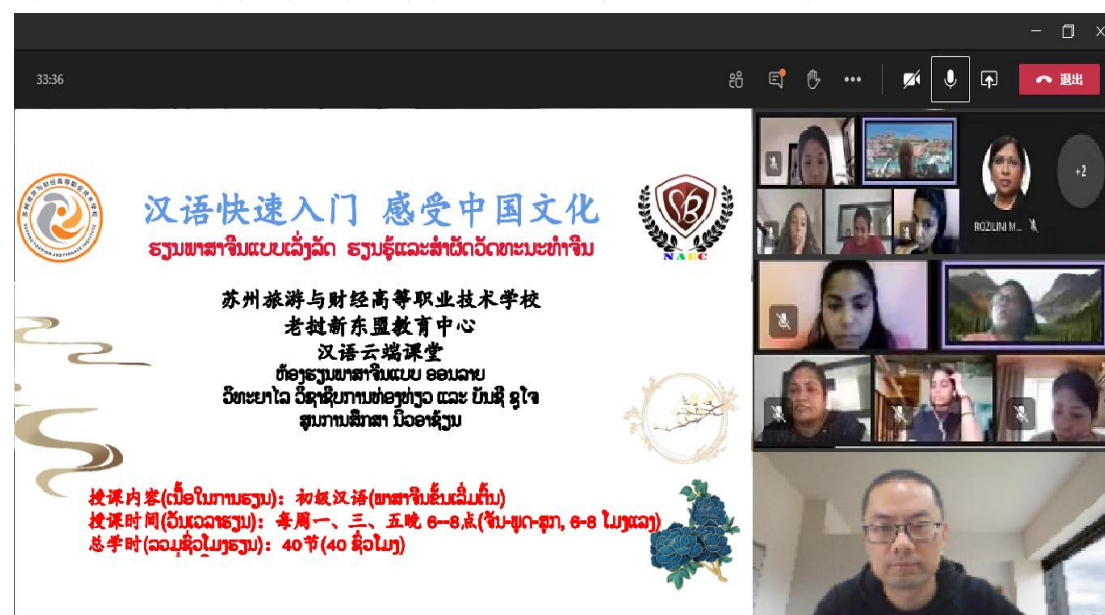 33:36
退出
汉语快速入门 感受中国文化
ຮຽນພາສາຈີນແບບເລັ່ງລັດ ຮຽນຮູ້ແລະສຳຜັດວັດທະນະທຳຈີນ
NAEC
苏州旅游与财经高等职业技术学校
老挝新东盟教育中心
汉语云端课堂
ຫ້ອງຮຽນພາສາຈີນແບບ ອອນລາຍ
ວິທະຍາໄລ ວິຊາຊີບການທ່ອງທ່ຽວ ແລະ ບັນຊີ ຊູໂຈ
ສູນການສຶກສາ ນິວອາຊ້ຽນ
授课内容(ເນື້ອໃນການຮຽນ)：初级汉语(ພາສາຈີນຂັ້ນເລີ່ມຕົ້ນ)
授课时间(ວັນເວລາຮຽນ)：每周一、三、五晚 6--8点(ຈັນ-ພຸດ-ສຸກ, 6-8 ໂມງແລງ)
总学时(ລວມຊົ່ວໂມງຮຽນ)：40节(40 ຊົ່ວໂມງ)
+2
ROZILINI M...